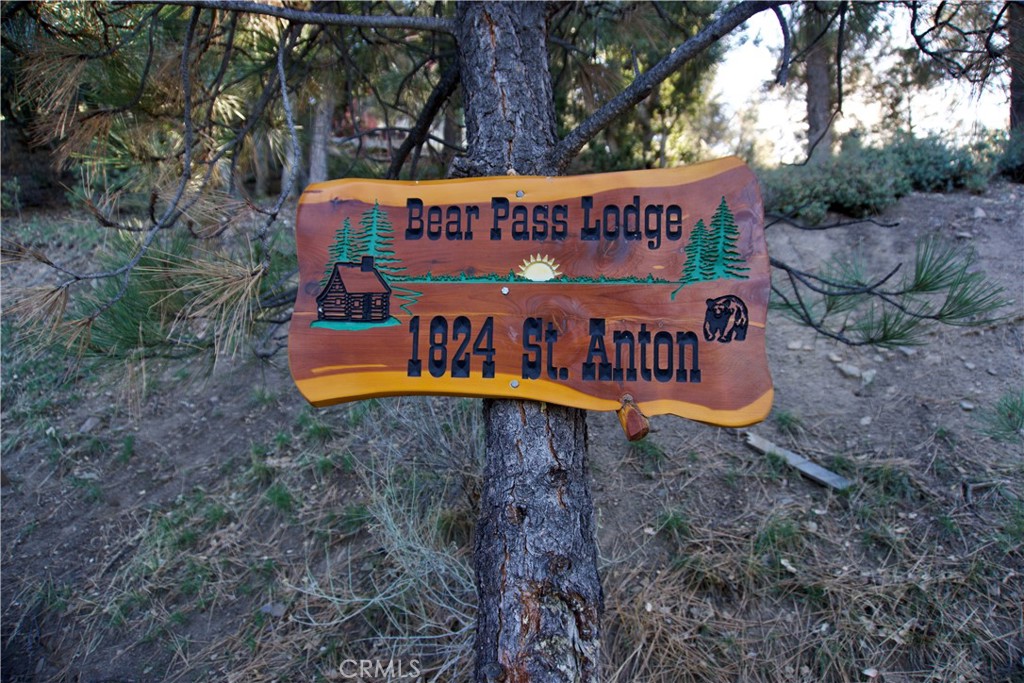 Bear Pass Lodge
1824 St. Anton
CRMLS